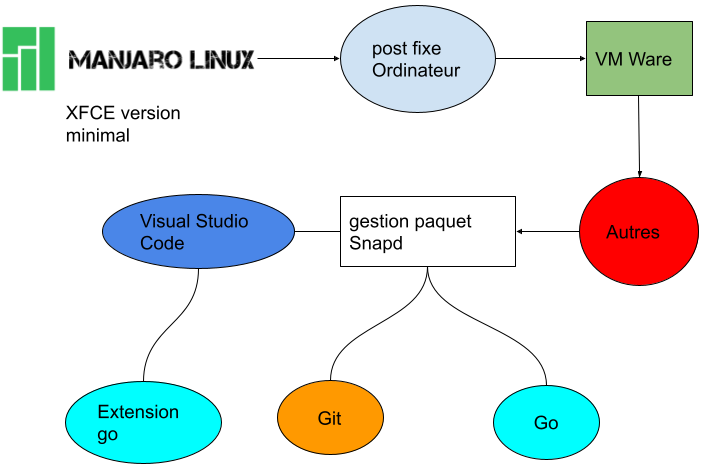 MANJARO LINUX
XFCE version
minimal
post fixe
Ordinateur
VM Ware
Autres
gestion paquet
Snapd
Visual Studio
Code
Extension
go
Git
Go